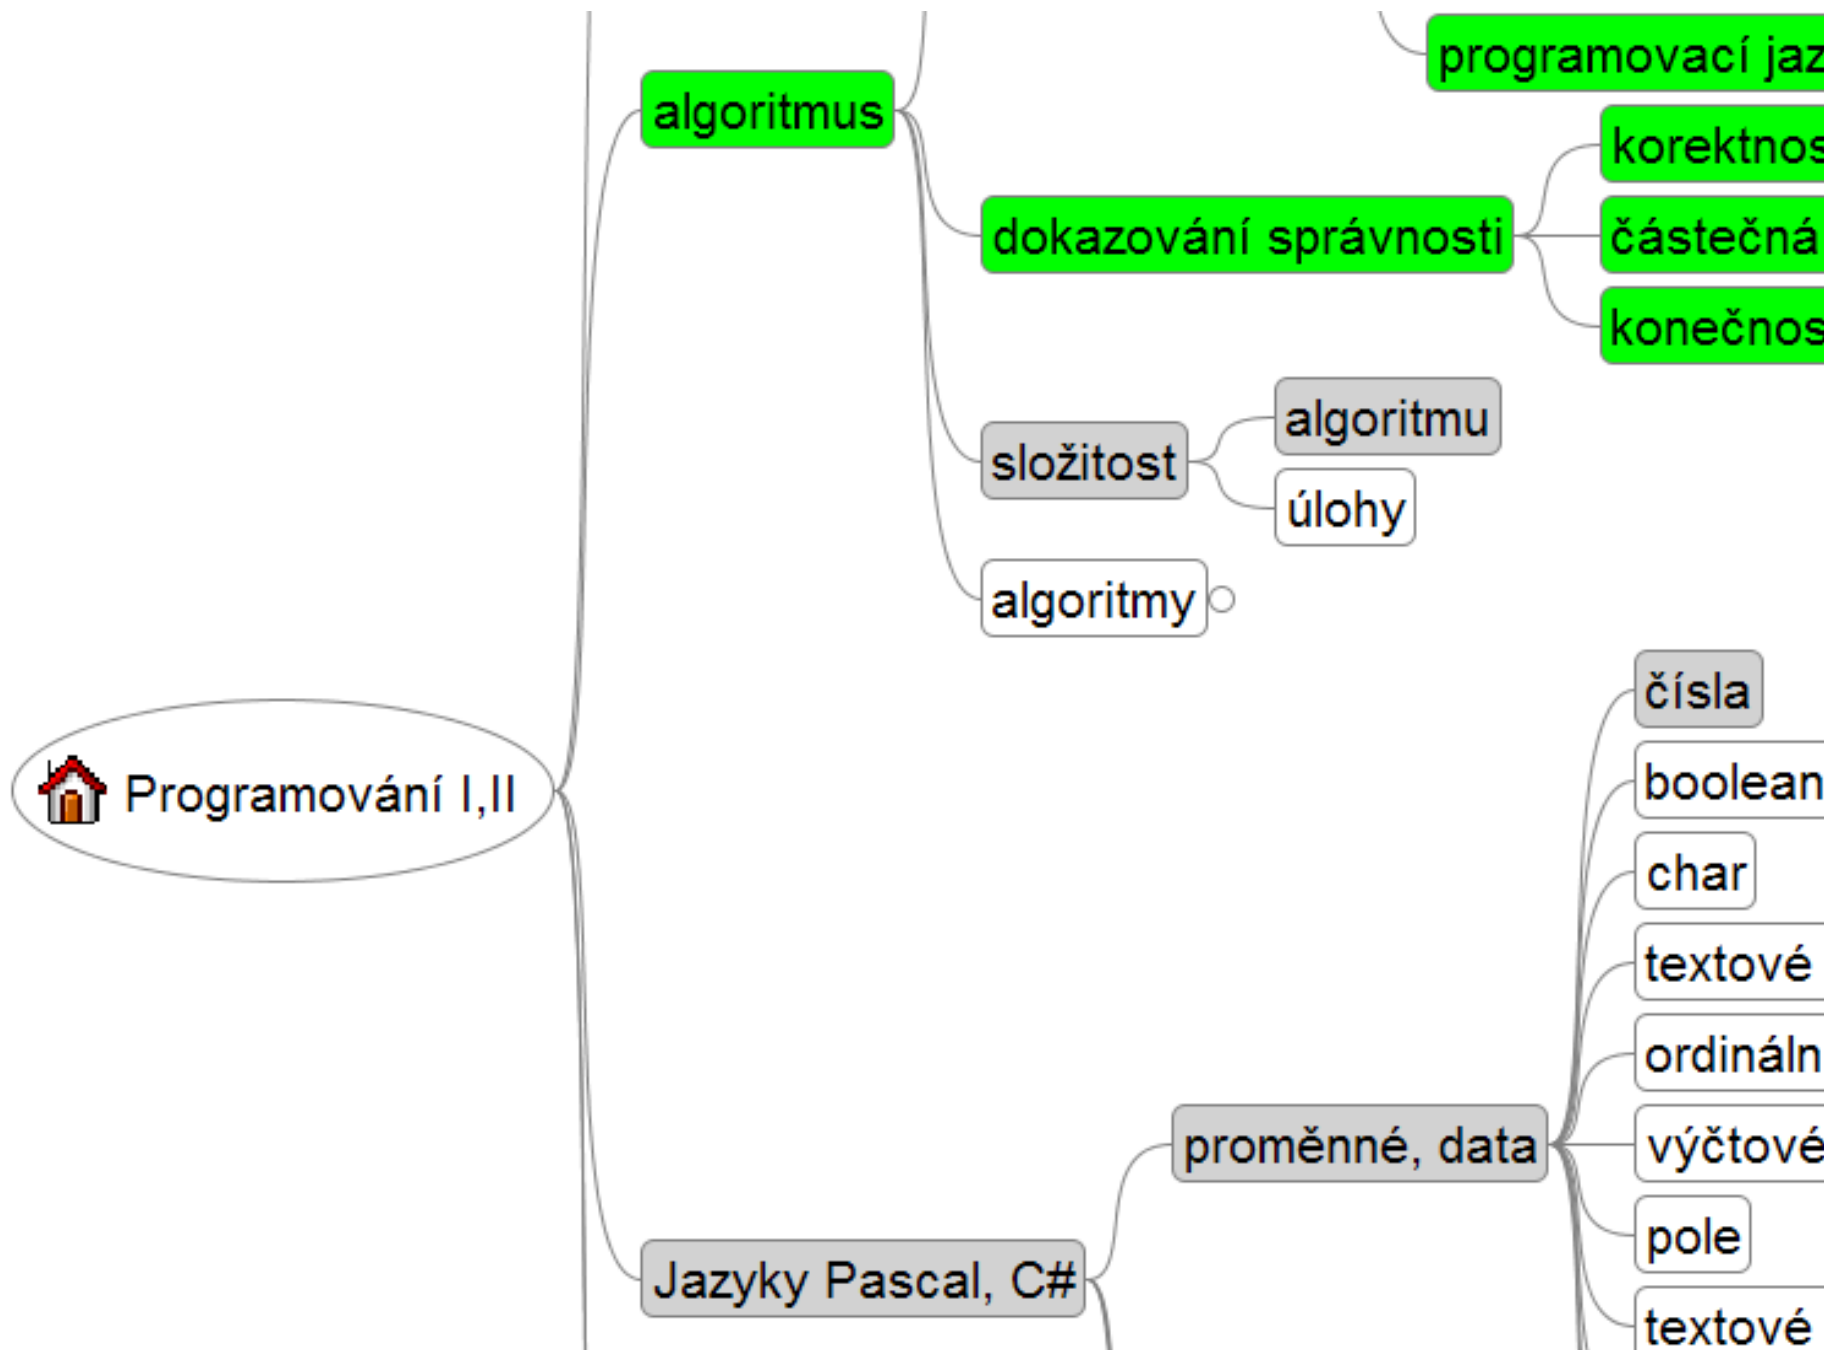 programovací jaz
algoritmus
korektnos
dokazování správnosti
částečná
konečnos
algoritmu
složitost
úlohy
algoritmy
čísla
boolean
Programování I,II
char
textové
ordináln
proměnné, data
výčtové
pole
Jazyky Pascal, C#
textové